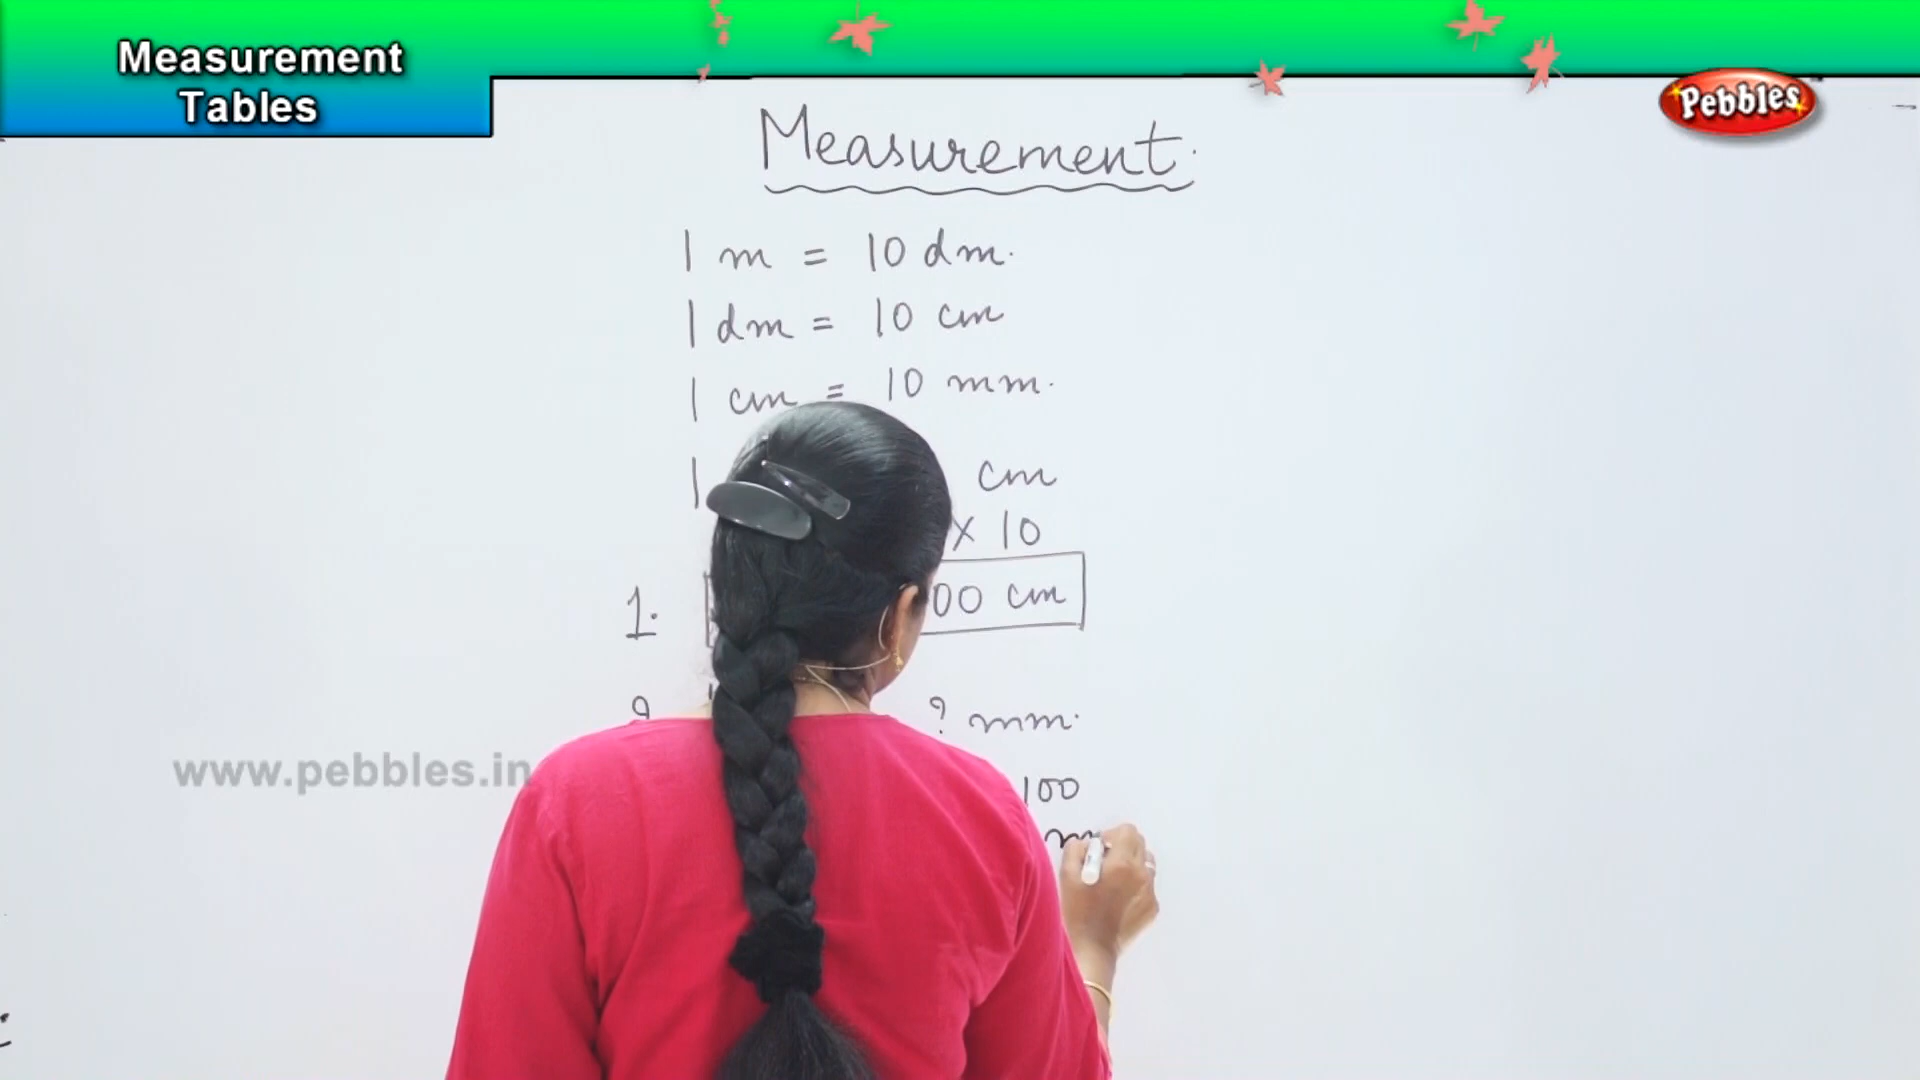 Measurement
Tables
Pebbles
Measurement.
1 m = 10 dm.
1 dm = 10 cm
1 cm = 10 mm.
1 cm
x 10
1. 00 cm
? mm.
www.pebbles.in
100